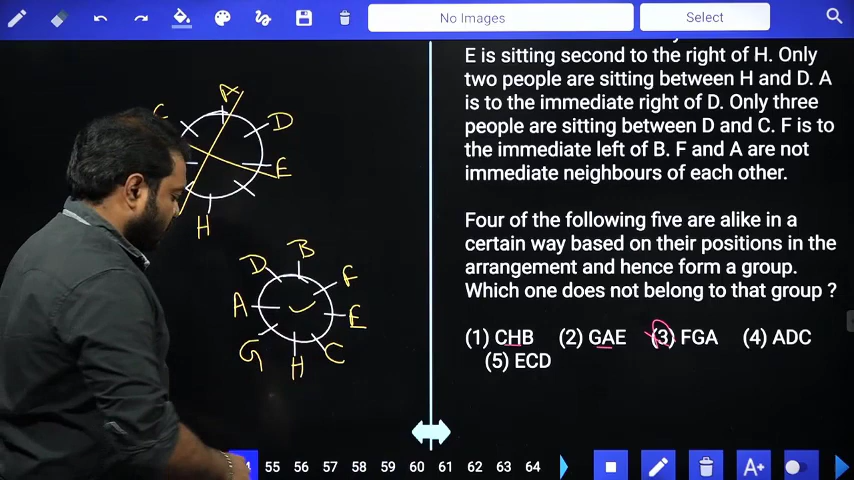 No Images
Select
E is sitting second to the right of H. Only
two people are sitting between H and D. A
is to the immediate right of D. Only three
people are sitting between D and C. F is to
the immediate left of B. F and A are not
immediate neighbours of each other.
Four of the following five are alike in a
certain way based on their positions in the
arrangement and hence form a group.
Which one does not belong to that group ?
(1) CHB (2) GAE (3) FGA (4) ADC
(5) ECD
A
D
E
H
B
D
F
A
E
G
C
H
55 56 57 58 59 60 61 62 63 64
A+